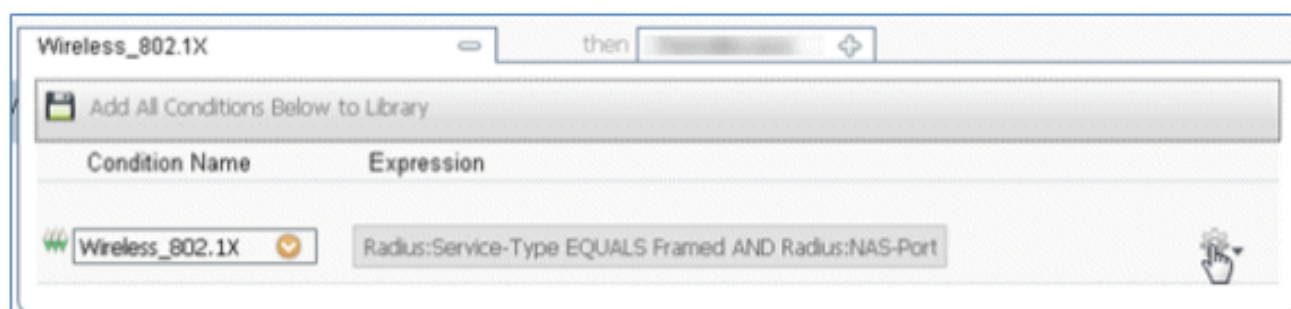 Wireless_802.1X then
Add All Conditions Below to Library
Condition Name Expression
Wireless_802.1X Radius:Service-Type EQUALS Framed AND Radius:NAS-Port